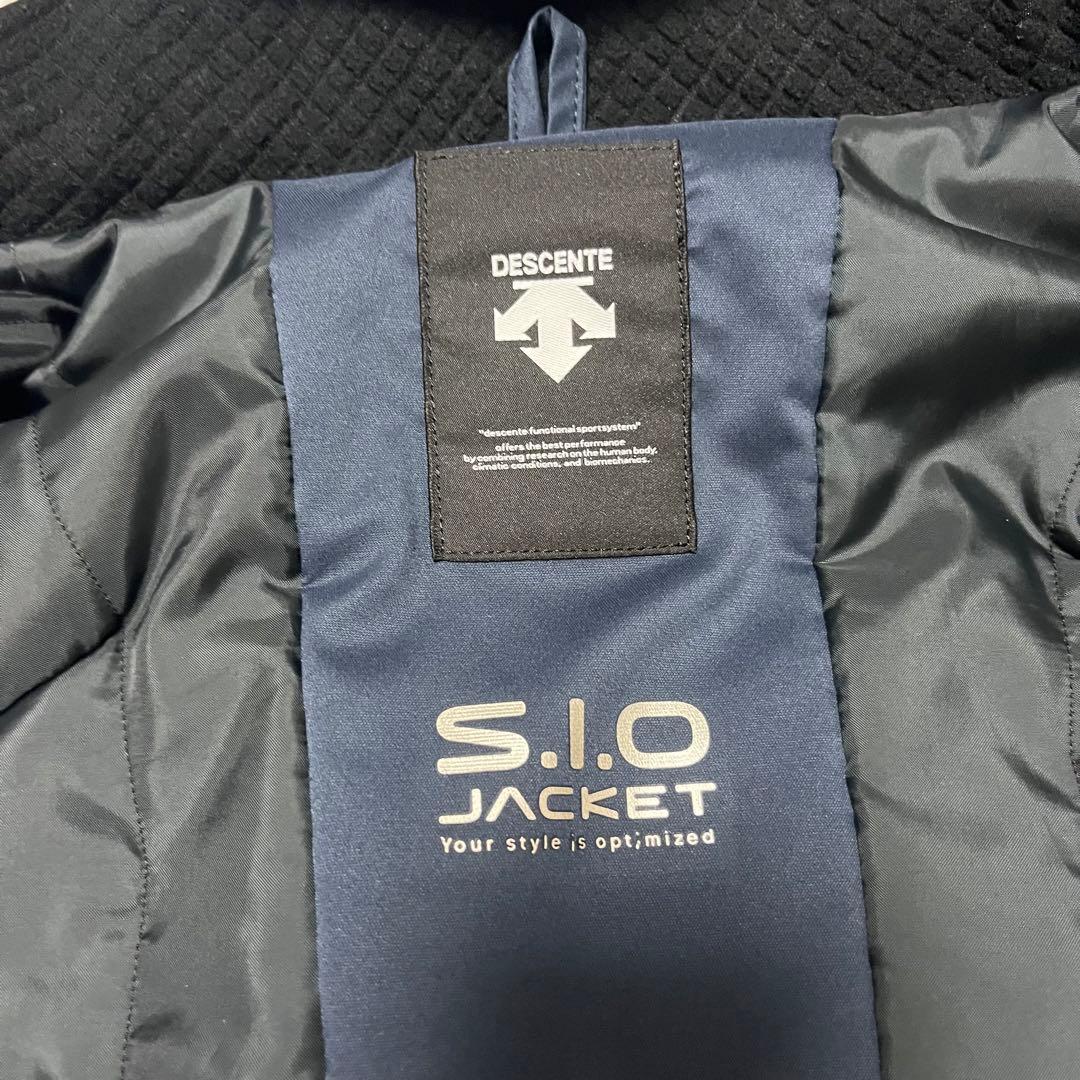 DESCENTE
"descente functional sportsystem"
offers the best performance
by combining research on the human body,
climatic conditions, and biomechanics.
S.I.O
JACKET
Your style is opt;mized